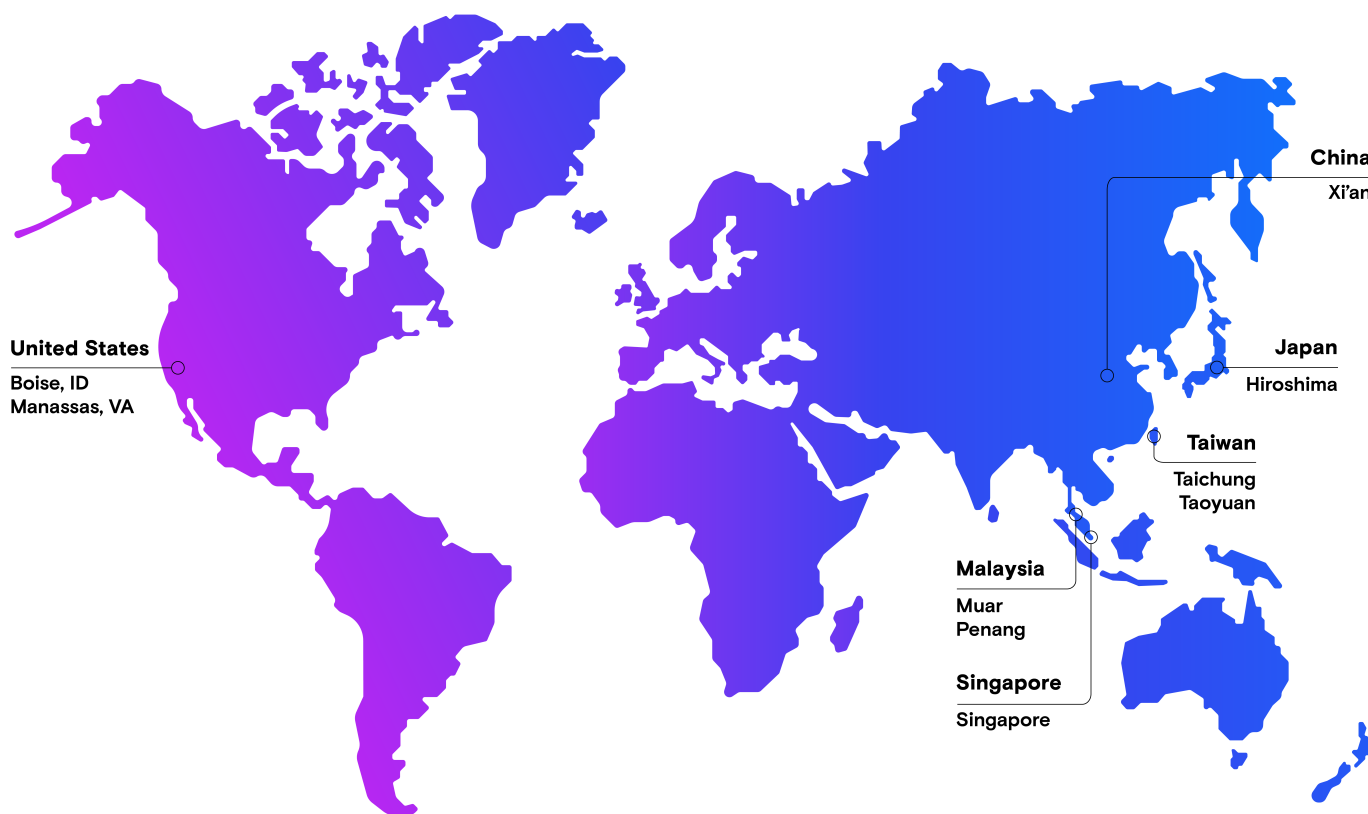 China
Xi'an
United States
Boise, ID
Manassas, VA
Japan
Hiroshima
Taiwan
Taichung
Taoyuan
Malaysia
Muar
Penang
Singapore
Singapore